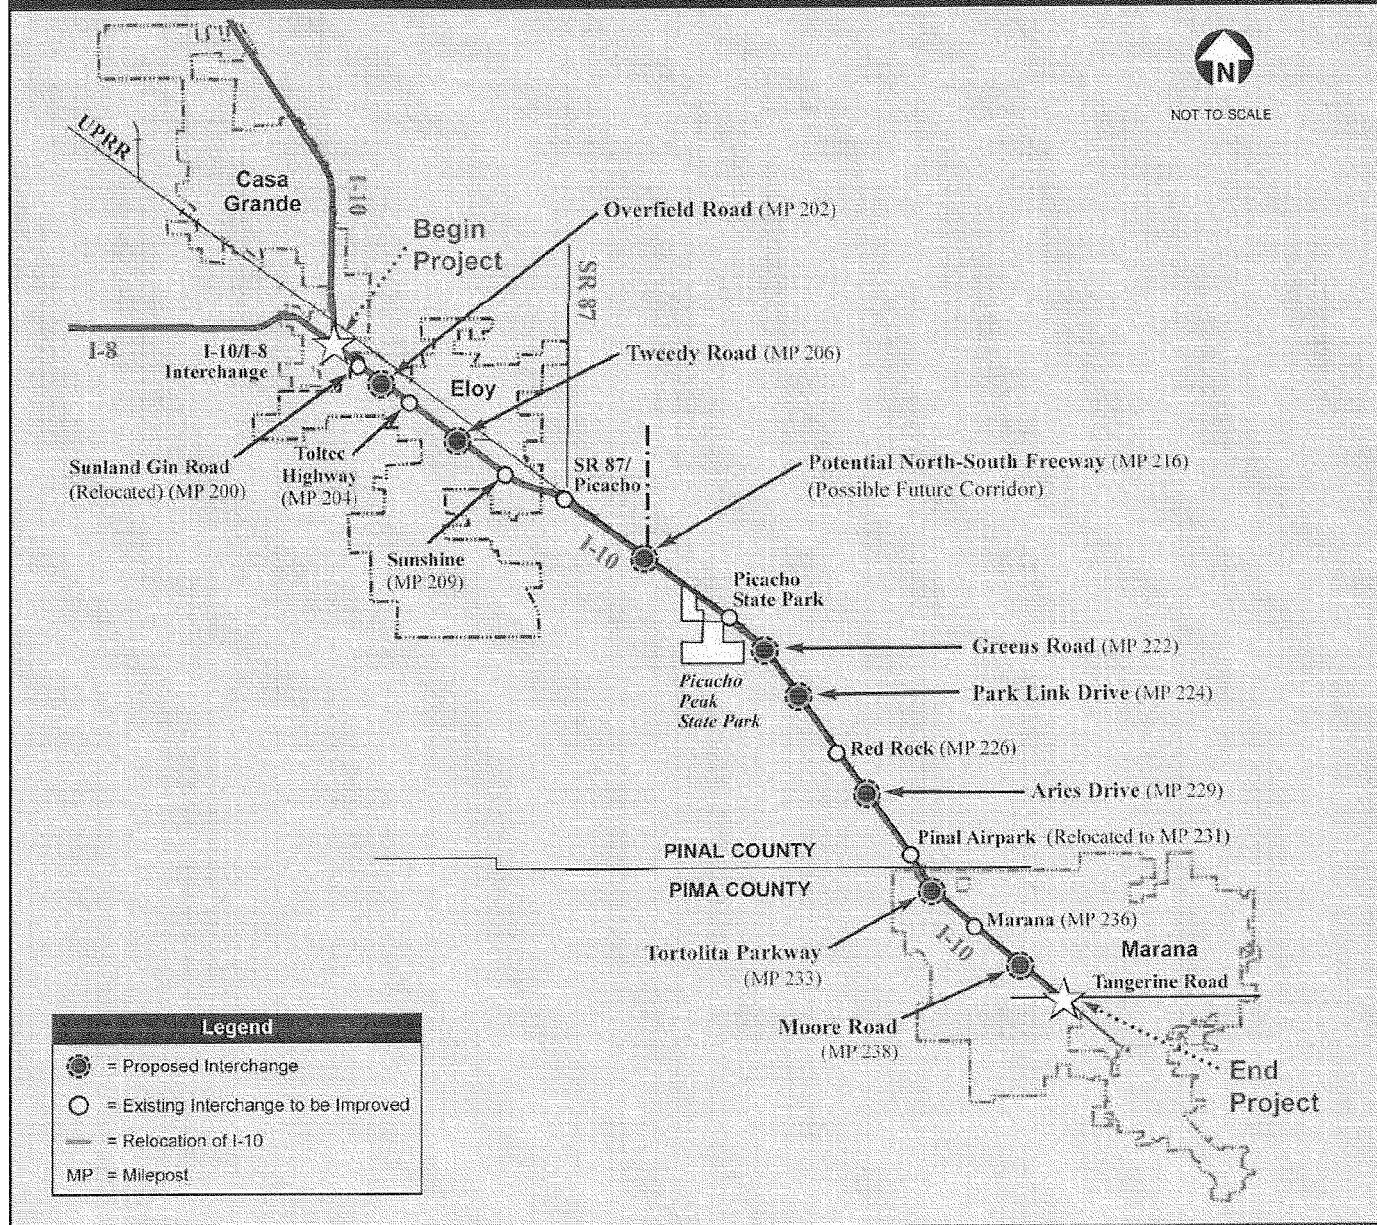 N
NOT TO SCALE
UPRR
Casa
Grande
I-10
Begin
Project
Overfield Road (MP 202)
SR 87
I-8
I-10/I-8
Interchange
Eloy
Tweedy Road (MP 206)
Sunland Gin Road
(Relocated) (MP 200)
Toltec
Highway
(MP 204)
SR 87/
Picacho
Potential North-South Freeway (MP 216)
(Possible Future Corridor)
Sunshine
(MP 209)
I-10
Picacho
State Park
Greens Road (MP 222)
Picucho
Peak
State Park
Park Link Drive (MP 224)
Red Rock (MP 226)
Aries Drive (MP 229)
Pinal Airpark (Relocated to MP 231)
PINAL COUNTY
PIMA COUNTY
Marana (MP 236)
I-10
Tortolita Parkway
(MP 233)
Marana
Tangerine Road
Moore Road
(MP 238)
End
Project
Legend
= Proposed Interchange
= Existing Interchange to be Improved
= Relocation of I-10
MP = Milepost